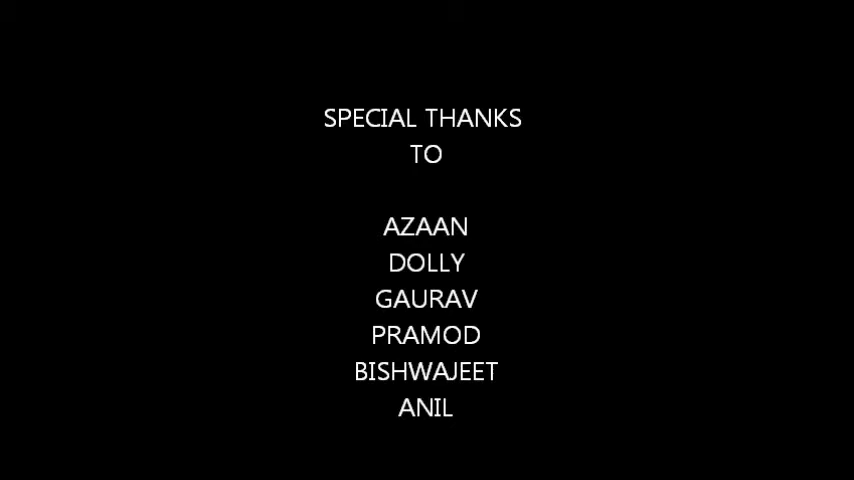 SPECIAL THANKS
TO
AZAAN
DOLLY
GAURAV
PRAMOD
BISHWAJEET
ANIL